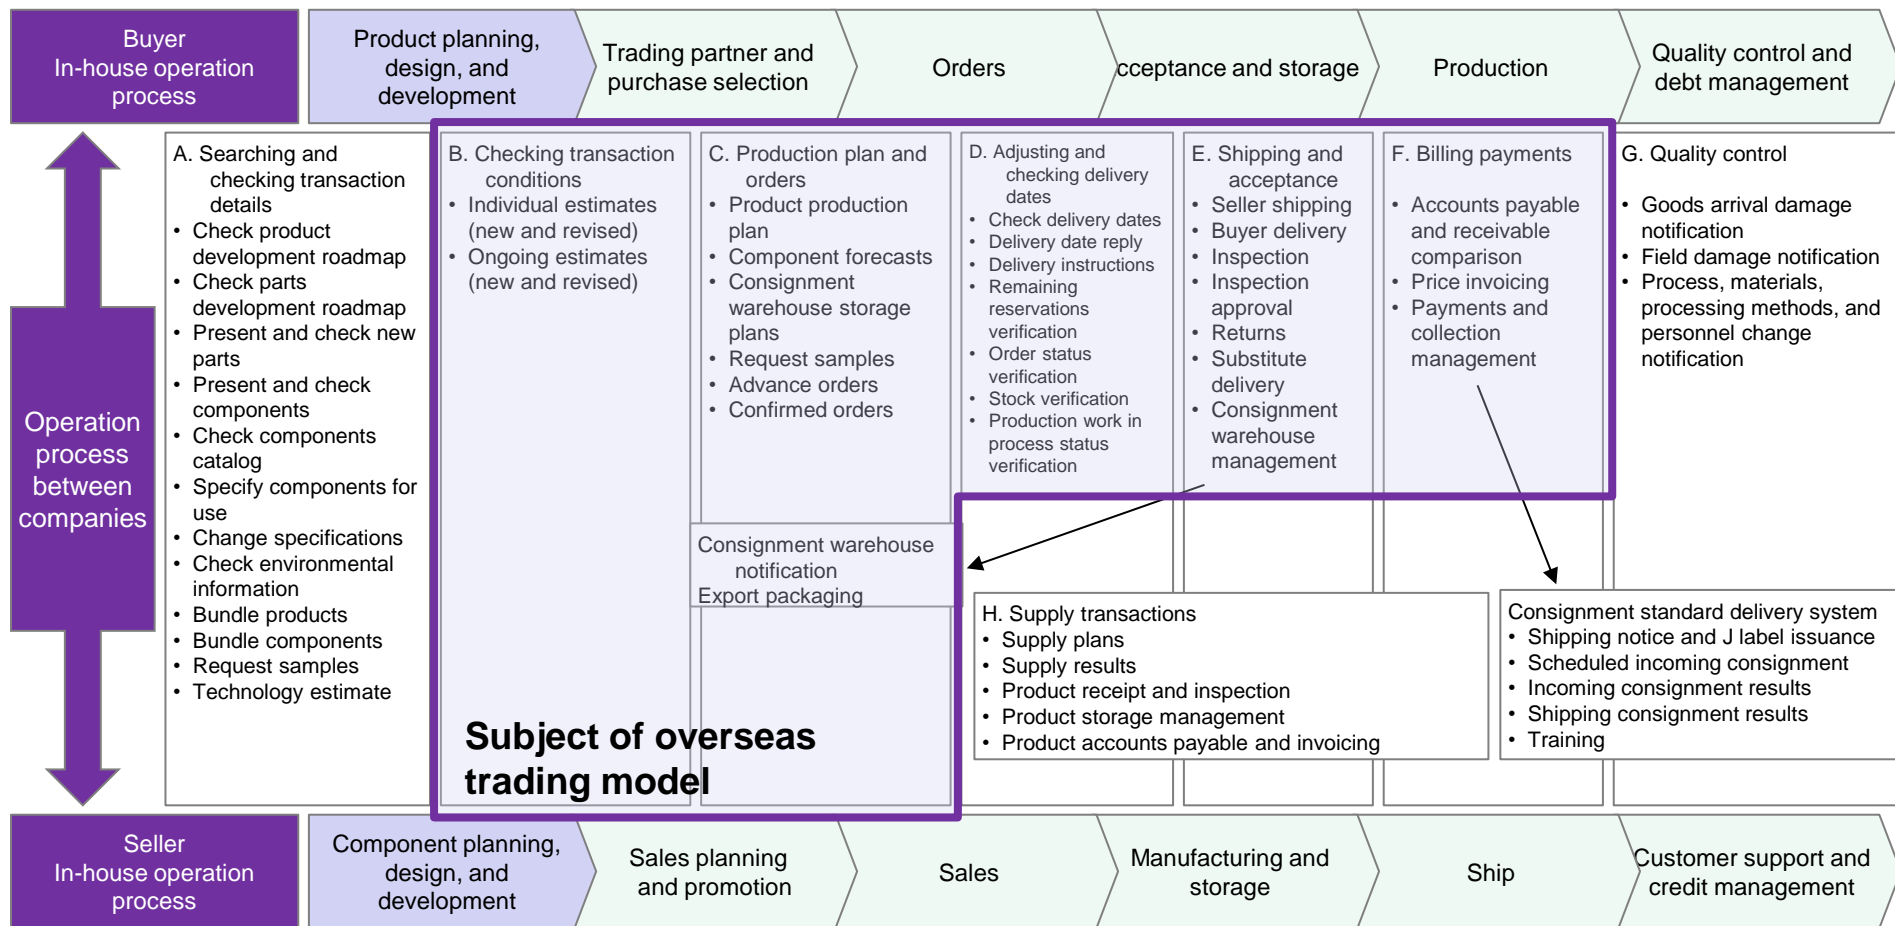 Buyer
In-house operation
process
Product planning,
design, and
development
Trading partner and
purchase selection
Orders
cceptance and storage
Production
Quality control and
debt management
Operation
process
between
companies
A. Searching and
checking transaction
details
• Check product
development roadmap
• Check parts
development roadmap
• Present and check new
parts
• Present and check
components
• Check components
catalog
• Specify components for
use
• Change specifications
• Check environmental
information
• Bundle products
• Bundle components
• Request samples
• Technology estimate
B. Checking transaction
conditions
• Individual estimates
(new and revised)
• Ongoing estimates
(new and revised)
C. Production plan and
orders
• Product production
plan
• Component forecasts
• Consignment
warehouse storage
plans
• Request samples
• Advance orders
• Confirmed orders
D. Adjusting and
checking delivery
dates
• Check delivery dates
• Delivery date reply
• Delivery instructions
• Remaining
reservations
verification
• Order status
verification
• Stock verification
• Production work in
process status
verification
E. Shipping and
acceptance
• Seller shipping
• Buyer delivery
• Inspection
• Inspection
approval
• Returns
• Substitute
delivery
• Consignment
warehouse
management
F. Billing payments
• Accounts payable
and receivable
comparison
• Price invoicing
• Payments and
collection
management
G. Quality control
• Goods arrival damage
notification
• Field damage notification
• Process, materials,
processing methods, and
personnel change
notification
Consignment warehouse
notification
Export packaging
H. Supply transactions
• Supply plans
• Supply results
• Product receipt and inspection
• Product storage management
• Product accounts payable and invoicing
Consignment standard delivery system
• Shipping notice and J label issuance
• Scheduled incoming consignment
• Incoming consignment results
• Shipping consignment results
• Training
Subject of overseas
trading model
Seller
In-house operation
process
Component planning,
design, and
development
Sales planning
and promotion
Sales
Manufacturing and
storage
Ship
Customer support and
credit management